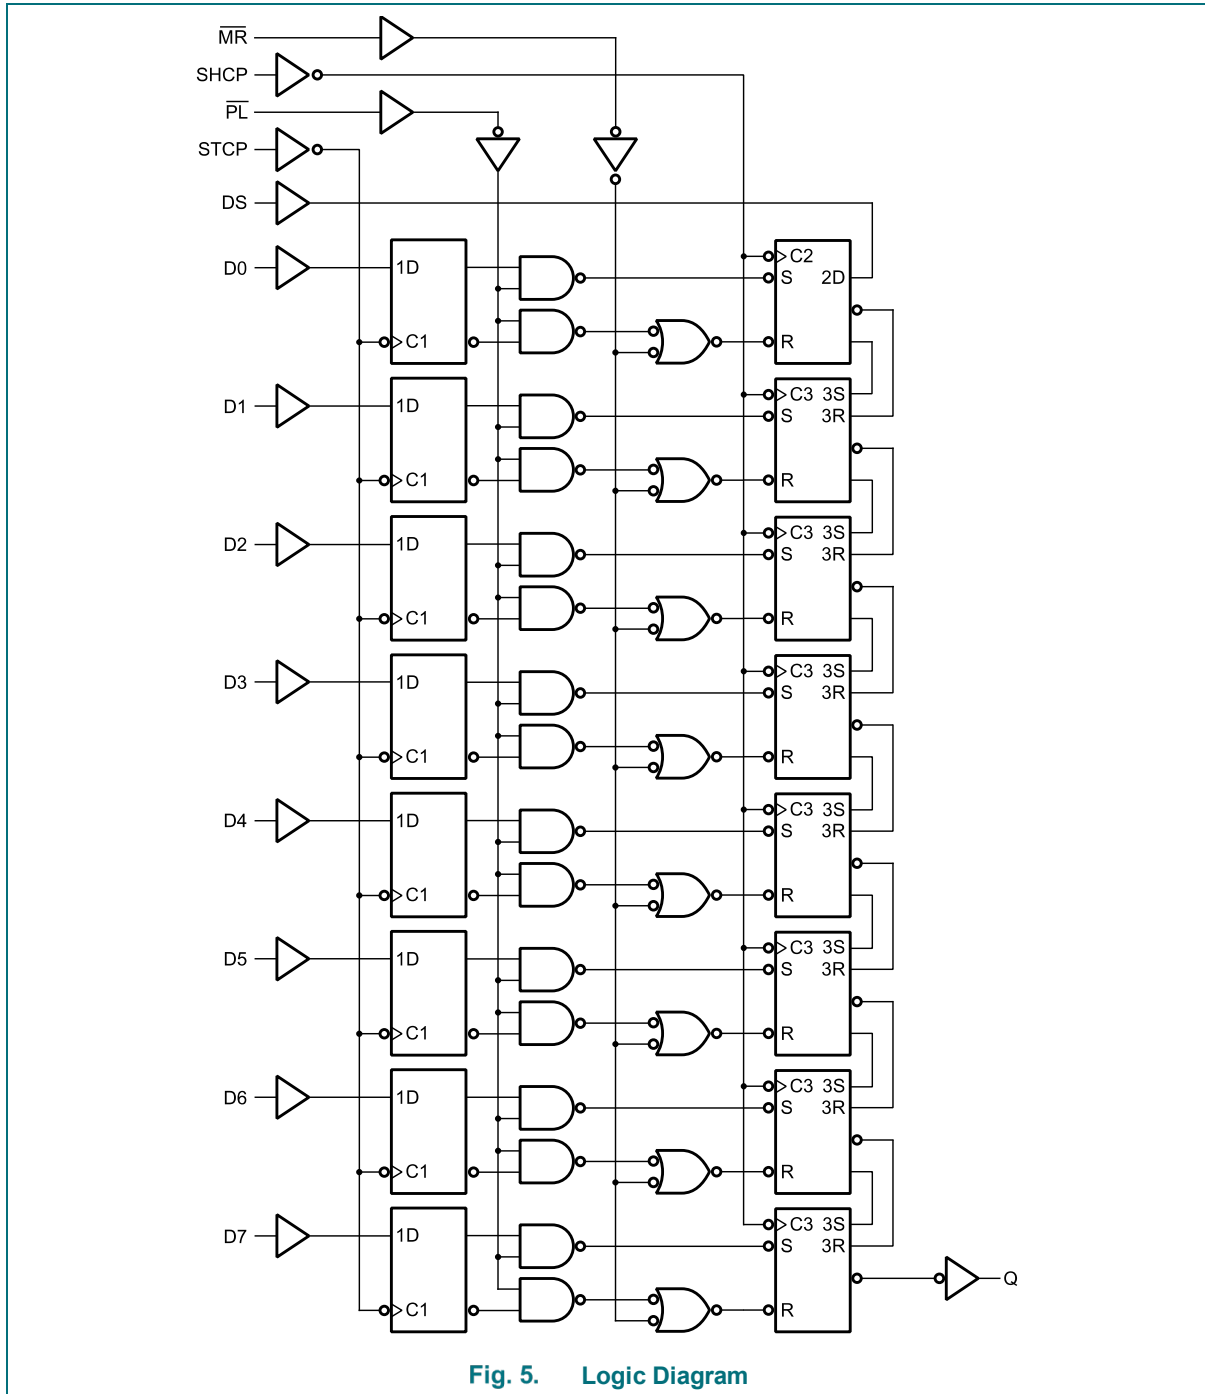 M̅R̅
SHCP
P̅L̅
STCP
DS
D0 1D C2
S 2D
C1 R
D1 1D C3 3S
S 3R
C1 R
D2 1D C3 3S
S 3R
C1 R
D3 1D C3 3S
S 3R
C1 R
D4 1D C3 3S
S 3R
C1 R
D5 1D C3 3S
S 3R
C1 R
D6 1D C3 3S
S 3R
C1 R
D7 1D C3 3S
S 3R
Q
C1 R
Fig. 5. Logic Diagram